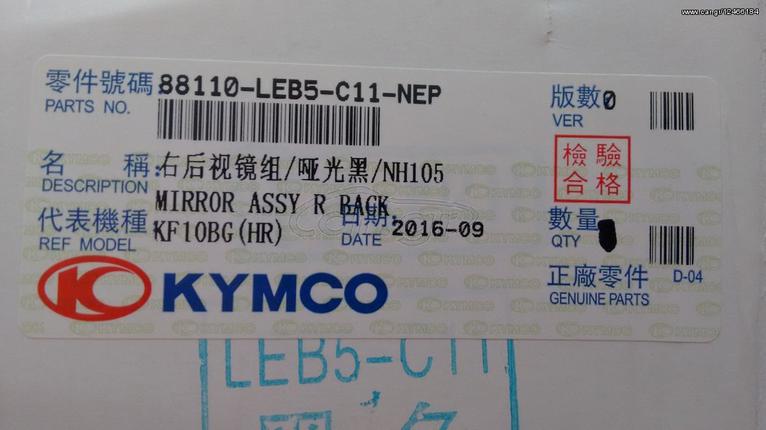 www.car.gr/12466194
零件號碼 88110-LEB5-C11-NEP 版數 0
PARTS NO. VER
名 稱 右后视镜组/哑光黑/NH105 檢驗
DESCRIPTION MIRROR ASSY R BACK 合格
代表機種 KF10BG(HR) 日期 2016-09 數量
REF MODEL DATE QTY
KYMCO 正廠零件 D-04
GENUINE PARTS
LEB5-C11